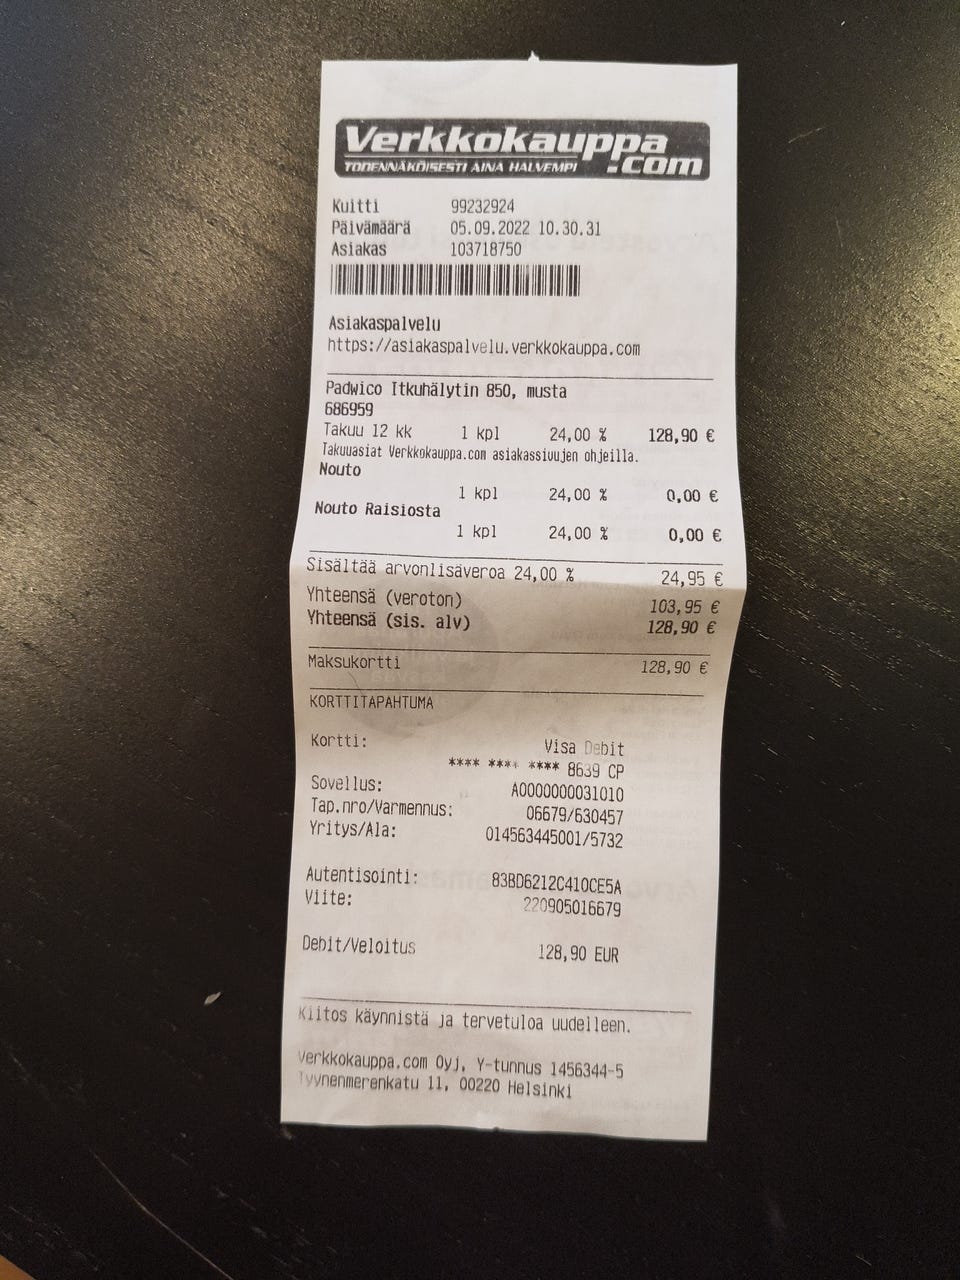 Verkkokauppa
.com
TODENNÄKÖISESTI AINA HALVEMPI
Kuitti 99232924
Päivämäärä 05.09.2022 10.30.31
Asiakas 103718750
Asiakaspalvelu
https://asiakaspalvelu.verkkokauppa.com
Padwico Itkuhälytin 850, musta
686959
Takuu 12 kk 1 kpl 24,00 % 128,90 €
Takuuasiat Verkkokauppa.com asiakassivujen ohjeilla.
Nouto
1 kpl 24,00 % 0,00 €
Nouto Raisiosta
1 kpl 24,00 % 0,00 €
Sisältää arvonlisäveroa 24,00 % 24,95 €
Yhteensä (veroton) 103,95 €
Yhteensä (sis. alv) 128,90 €
Maksukortti 128,90 €
KORTTITAPAHTUMA
Kortti: Visa Debit
**** **** **** 8639 CP
Sovellus: A0000000031010
Tap.nro/Varmennus: 06679/630457
Yritys/Ala: 014563445001/5732
Autentisointi: 83BD6212C410CE5A
Viite: 220905016679
Debit/Veloitus 128,90 EUR
Kiitos käynnistä ja tervetuloa uudelleen.
Verkkokauppa.com Oyj, Y-tunnus 1456344-5
Tyynenmerenkatu 11, 00220 Helsinki